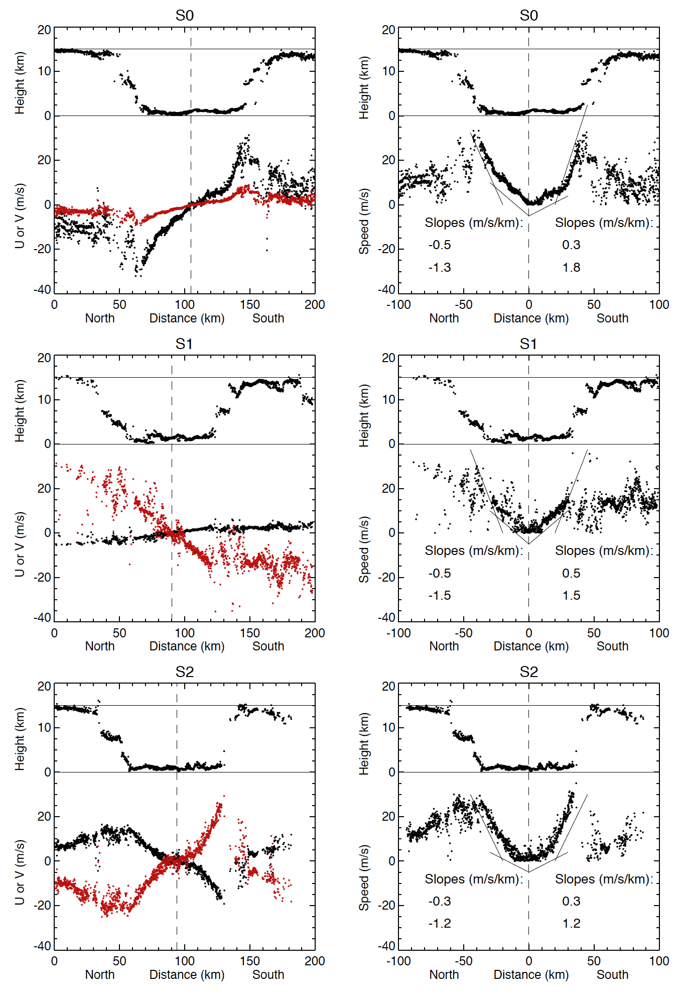 S0
S0
20
10
0
20
0
-20
-40
Height (km)
U or V (m/s)
0 50 100 150 200
North Distance (km) South
20
10
0
20
0
-20
-40
Height (km)
Speed (m/s)
Slopes (m/s/km): Slopes (m/s/km):
-0.5 0.3
-1.3 1.8
-100 -50 0 50 100
North Distance (km) South
S1
S1
20
10
0
20
0
-20
-40
Height (km)
U or V (m/s)
0 50 100 150 200
North Distance (km) South
20
10
0
20
0
-20
-40
Height (km)
Speed (m/s)
Slopes (m/s/km): Slopes (m/s/km):
-0.5 0.5
-1.5 1.5
-100 -50 0 50 100
North Distance (km) South
S2
S2
20
10
0
20
0
-20
-40
Height (km)
U or V (m/s)
0 50 100 150 200
North Distance (km) South
20
10
0
20
0
-20
-40
Height (km)
Speed (m/s)
Slopes (m/s/km): Slopes (m/s/km):
-0.3 0.3
-1.2 1.2
-100 -50 0 50 100
North Distance (km) South